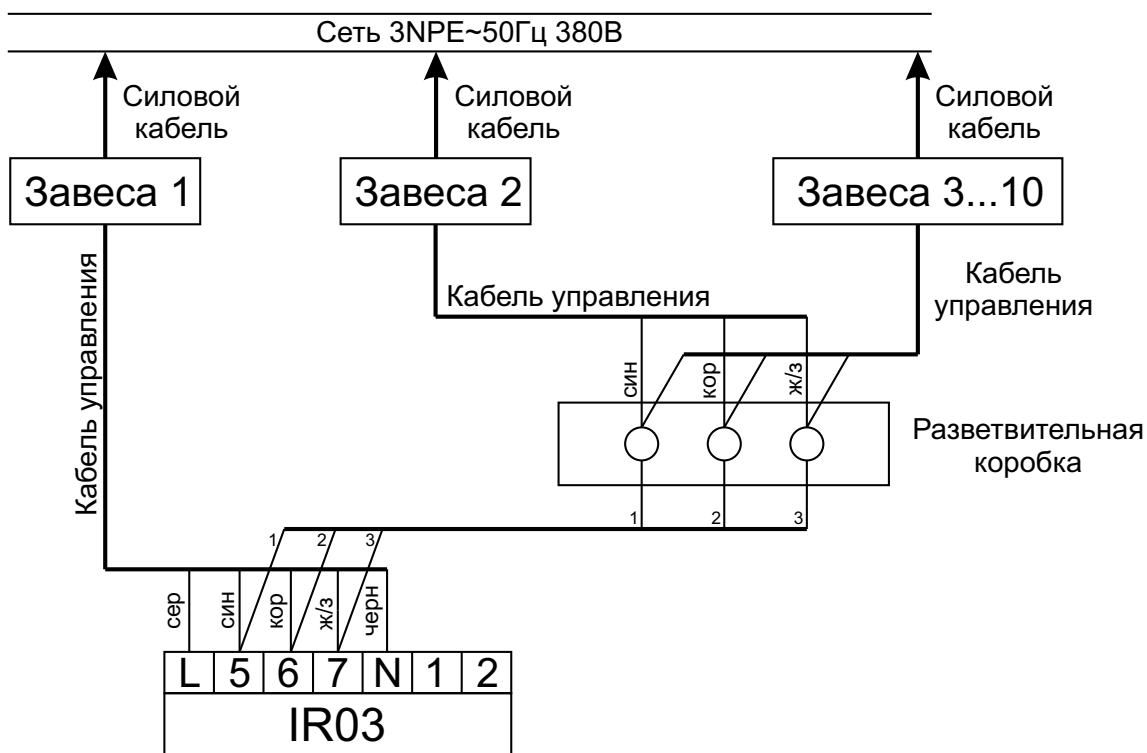 Сеть 3NPE~50Гц 380В
Силовой
кабель
Силовой
кабель
Силовой
кабель
Завеса 1
Завеса 2
Завеса 3...10
Кабель управления
Кабель управления
Кабель
управления
син
кор
ж/з
Разветвительная
коробка
1
2
3
1
2
3
сер
син
кор
ж/з
черн
L 5 6 7 N 1 2
IR03